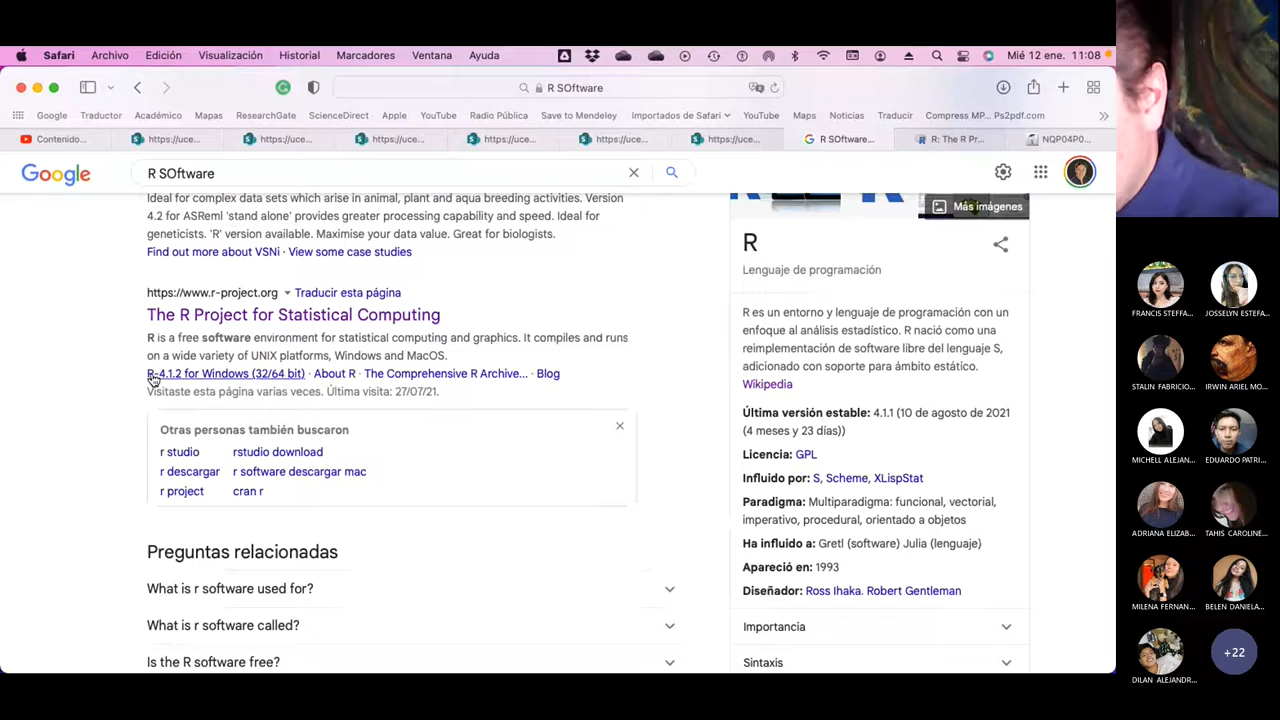 Safari Archivo Edición Visualización Historial Marcadores Ventana Ayuda Mié 12 ene. 11:08
R SOftware
Google Traductor Académico Mapas ResearchGate ScienceDirect Apple YouTube Radio Pública Save to Mendeley Importados de Safari YouTube Maps Noticias Traducir Compress MP... Ps2pdf.com
Contenido... https://uce... https://uce... https://uce... https://uce... https://uce... https://uce... R SOftware... R: The R Pr... NQP04P0...
Google R SOftware
Ideal for complex data sets which arise in animal, plant and aqua breeding activities. Version
4.2 for ASReml 'stand alone' provides greater processing capability and speed. Ideal for
geneticists. 'R' version available. Maximise your data value. Great for biologists.
Find out more about VSNi · View some case studies
https://www.r-project.org Traducir esta página
The R Project for Statistical Computing
R is a free software environment for statistical computing and graphics. It compiles and runs
on a wide variety of UNIX platforms, Windows and MacOS.
R-4.1.2 for Windows (32/64 bit) · About R · The Comprehensive R Archive... · Blog
Visitaste esta página varias veces. Última visita: 27/07/21.
Otras personas también buscaron
r studio rstudio download
r descargar r software descargar mac
r project cran r
Preguntas relacionadas
What is r software used for?
What is r software called?
Is the R software free?
Más imágenes
R
Lenguaje de programación
R es un entorno y lenguaje de programación con un
enfoque al análisis estadístico. R nació como una
reimplementación de software libre del lenguaje S,
adicionado con soporte para ámbito estático.
Wikipedia
Última versión estable: 4.1.1 (10 de agosto de 2021
(4 meses y 23 días))
Licencia: GPL
Influido por: S, Scheme, XLispStat
Paradigma: Multiparadigma: funcional, vectorial,
imperativo, procedural, orientado a objetos
Ha influido a: Gretl (software) Julia (lenguaje)
Apareció en: 1993
Diseñador: Ross Ihaka. Robert Gentleman
Importancia
Sintaxis
FRANCIS STEFFA... JOSSELYN ESTEFA...
STALIN FABRICIO... IRWIN ARIEL MO...
MICHELL ALEJAN... EDUARDO PATRI...
ADRIANA ELIZAB... TAHIS CAROLINE...
MILENA FERNAN... BELEN DANIELA...
DILAN ALEJANDR... +22